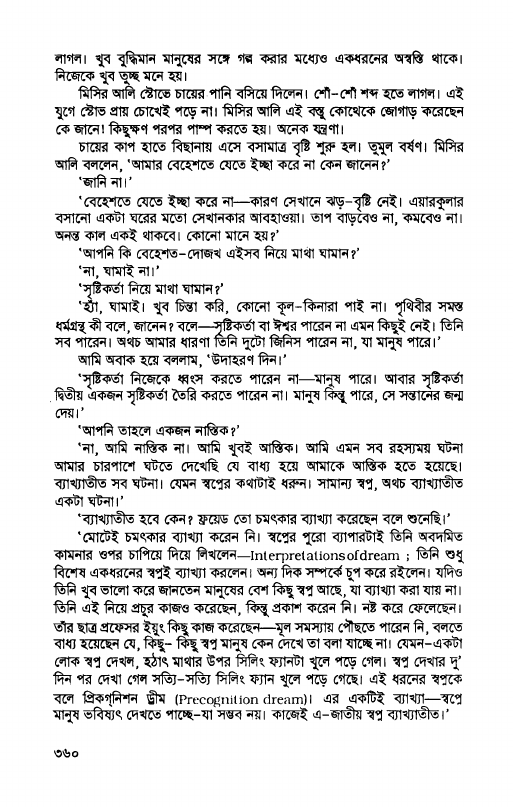 লাগল। খুব বুদ্ধিমান মানুষের সঙ্গে গল্প করার মধ্যেও একধরনের অস্বস্তি থাকে।
নিজেকে খুব তুচ্ছ মনে হয়।
মিসির আলি স্টোভে চায়ের পানি বসিয়ে দিলেন। শোঁ-শোঁ শব্দ হতে লাগল। এই
যুগে স্টোভ প্রায় চোখেই পড়ে না। মিসির আলি এই বস্তু কোত্থেকে জোগাড় করেছেন
কে জানে! কিছুক্ষণ পরপর পাম্প করতে হয়। অনেক যন্ত্রণা।
চায়ের কাপ হাতে বিছানায় এসে বসামাত্র বৃষ্টি শুরু হল। তুমুল বর্ষণ। মিসির
আলি বললেন, ‘আমার বেহেশতে যেতে ইচ্ছা করে না কেন জানেন?’
‘জানি না।’
‘বেহেশতে যেতে ইচ্ছা করে না—কারণ সেখানে ঝড়-বৃষ্টি নেই। এয়ারকুলার
বসানো একটা ঘরের মতো সেখানকার আবহাওয়া। তাপ বাড়বেও না, কমবেও না।
অনন্ত কাল একই থাকবে। কোনো মানে হয়?’
‘আপনি কি বেহেশত-দোজখ এইসব নিয়ে মাথা ঘামান?’
‘না, ঘামাই না।’
‘সৃষ্টিকর্তা নিয়ে মাথা ঘামান?’
‘হ্যাঁ, ঘামাই। খুব চিন্তা করি, কোনো কূল-কিনারা পাই না। পৃথিবীর সমস্ত
ধর্মগ্রন্থ কী বলে, জানেন? বলে—সৃষ্টিকর্তা বা ঈশ্বর পারেন না এমন কিছুই নেই। তিনি
সব পারেন। অথচ আমার ধারণা তিনি দুটো জিনিস পারেন না, যা মানুষ পারে।’
আমি অবাক হয়ে বললাম, ‘উদাহরণ দিন।’
‘সৃষ্টিকর্তা নিজেকে ধ্বংস করতে পারেন না—মানুষ পারে। আবার সৃষ্টিকর্তা
দ্বিতীয় একজন সৃষ্টিকর্তা তৈরি করতে পারেন না। মানুষ কিন্তু পারে, সে সন্তানের জন্ম
দেয়।’
‘আপনি তাহলে একজন নাস্তিক?’
‘না, আমি নাস্তিক না। আমি খুবই আস্তিক। আমি এমন সব রহস্যময় ঘটনা
আমার চারপাশে ঘটতে দেখেছি যে বাধ্য হয়ে আমাকে আস্তিক হতে হয়েছে।
ব্যাখ্যাতীত সব ঘটনা। যেমন স্বপ্নের কথাটাই ধরুন। সামান্য স্বপ্ন, অথচ ব্যাখ্যাতীত
একটা ঘটনা।’
‘ব্যাখ্যাতীত হবে কেন? ফ্রয়েড তো চমৎকার ব্যাখ্যা করেছেন বলে শুনেছি।’
‘মোটেই চমৎকার ব্যাখ্যা করেন নি। স্বপ্নের পুরো ব্যাপারটাই তিনি অবদমিত
কামনার ওপর চাপিয়ে দিয়ে লিখলেন—Interpretationsofdream ; তিনি শুধু
বিশেষ একধরনের স্বপ্নই ব্যাখ্যা করলেন। অন্য দিক সম্পর্কে চুপ করে রইলেন। যদিও
তিনি খুব ভালো করে জানতেন মানুষের বেশ কিছু স্বপ্ন আছে, যা ব্যাখ্যা করা যায় না।
তিনি এই নিয়ে প্রচুর কাজও করেছেন, কিন্তু প্রকাশ করেন নি। নষ্ট করে ফেলেছেন।
তাঁর ছাত্র প্রফেসর ইয়ুং কিছু কাজ করেছেন—মূল সমস্যায় পৌঁছতে পারেন নি, বলতে
বাধ্য হয়েছেন যে, কিছু- কিছু স্বপ্ন মানুষ কেন দেখে তা বলা যাচ্ছে না। যেমন—একটা
লোক স্বপ্ন দেখল, হঠাৎ মাথার উপর সিলিং ফ্যানটা খুলে পড়ে গেল। স্বপ্ন দেখার দু’
দিন পর দেখা গেল সত্যি-সত্যি সিলিং ফ্যান খুলে পড়ে গেছে। এই ধরনের স্বপ্নকে
বলে প্রিকগ্‌নিশন ড্রীম (Precognition dream)। এর একটিই ব্যাখ্যা—স্বপ্নে
মানুষ ভবিষ্যৎ দেখতে পাচ্ছে-যা সম্ভব নয়। কাজেই এ-জাতীয় স্বপ্ন ব্যাখ্যাতীত।’
৩৬০